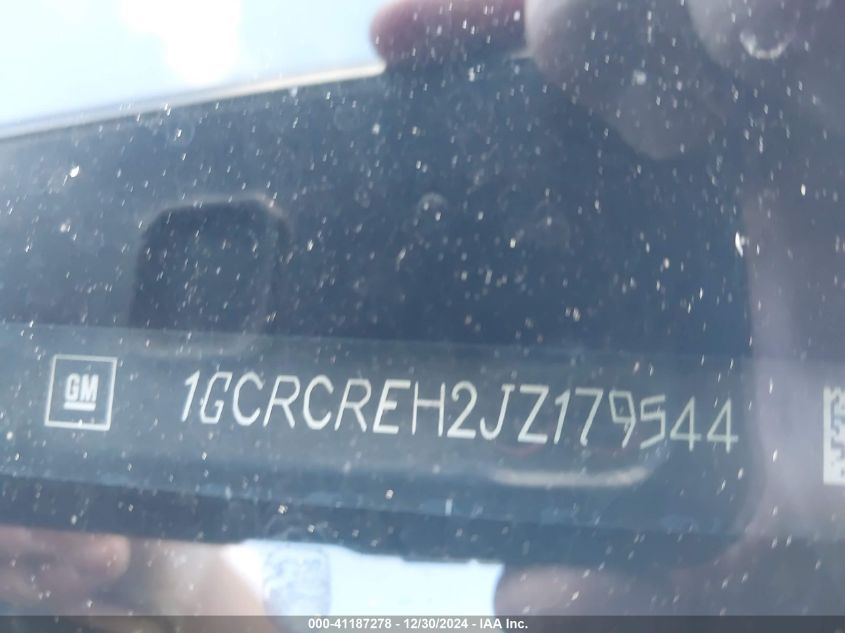 GM 1GCRCREH2JZ179544
000-41187278 - 12/30/2024 - IAA Inc.